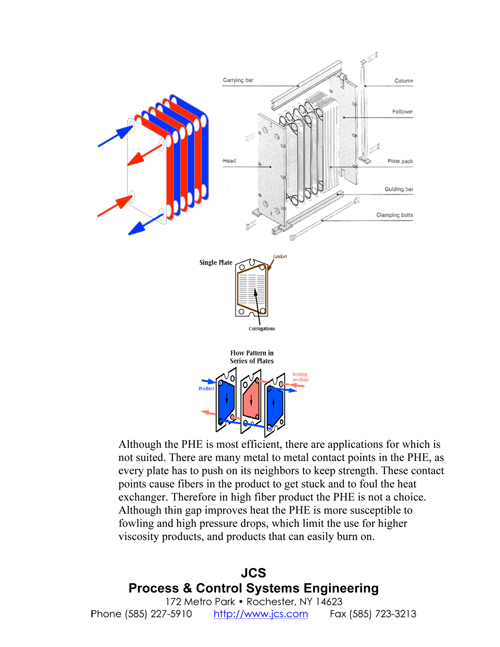 Carrying bar
Column
Follower
Head
Plate pack
Guiding bar
Clamping bolts
Single Plate
Gasket
Corrugations
Flow Pattern in
Series of Plates
Product
heating
medium
Although the PHE is most efficient, there are applications for which is
not suited. There are many metal to metal contact points in the PHE, as
every plate has to push on its neighbors to keep strength. These contact
points cause fibers in the product to get stuck and to foul the heat
exchanger. Therefore in high fiber product the PHE is not a choice.
Although thin gap improves heat the PHE is more susceptible to
fowling and high pressure drops, which limit the use for higher
viscosity products, and products that can easily burn on.
JCS
Process & Control Systems Engineering
172 Metro Park • Rochester, NY 14623
Phone (585) 227-5910 http://www.jcs.com Fax (585) 723-3213